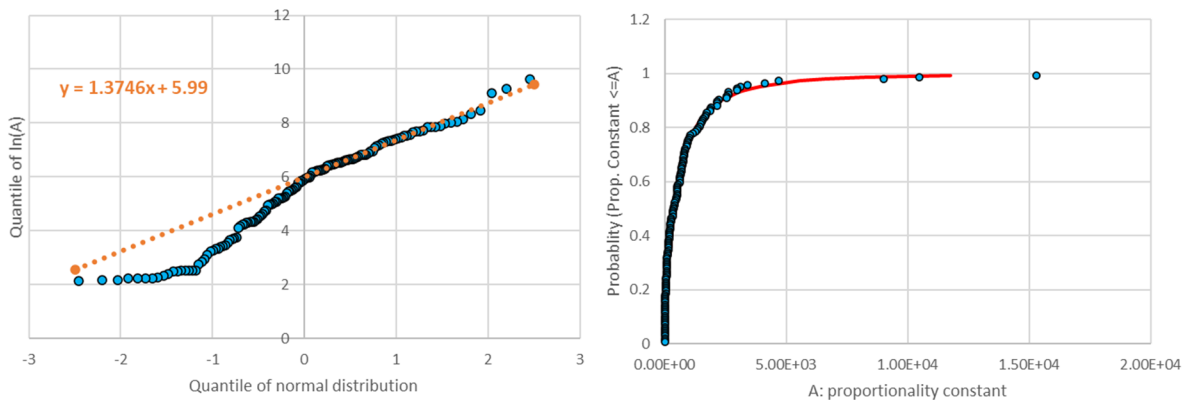 12
10
8
6
4
2
0
-3
-2
-1
0
1
2
3
Quantile of ln(A)
Quantile of normal distribution
y = 1.3746x + 5.99
1.2
1
0.8
0.6
0.4
0.2
0
0.00E+00
5.00E+03
1.00E+04
1.50E+04
2.00E+04
Probablity (Prop. Constant <=A)
A: proportionality constant